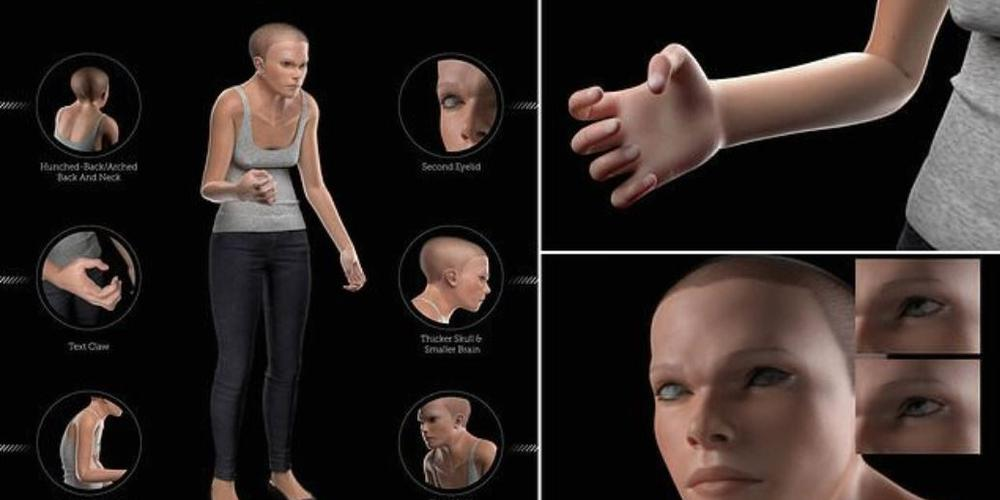 Hunched-Back/Arched
Back And Neck
Second Eyelid
Text Claw
Thicker Skull &
Smaller Brain